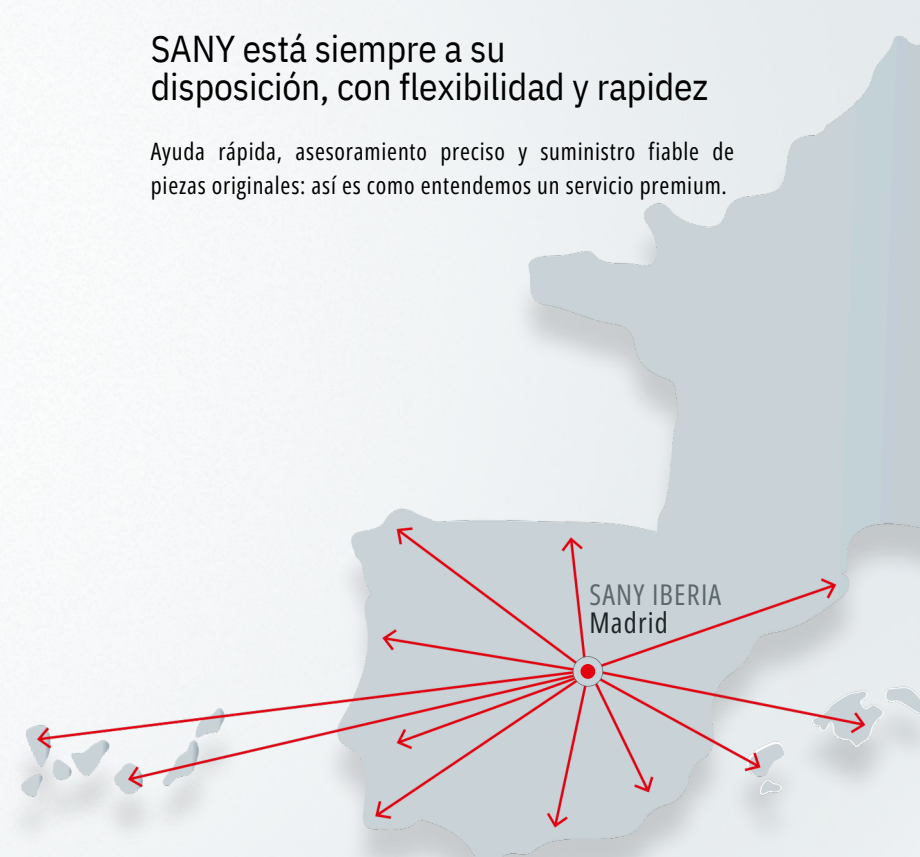 SANY está siempre a su
disposición, con flexibilidad y rapidez
Ayuda rápida, asesoramiento preciso y suministro fiable de
piezas originales: así es como entendemos un servicio premium.
SANY IBERIA
Madrid